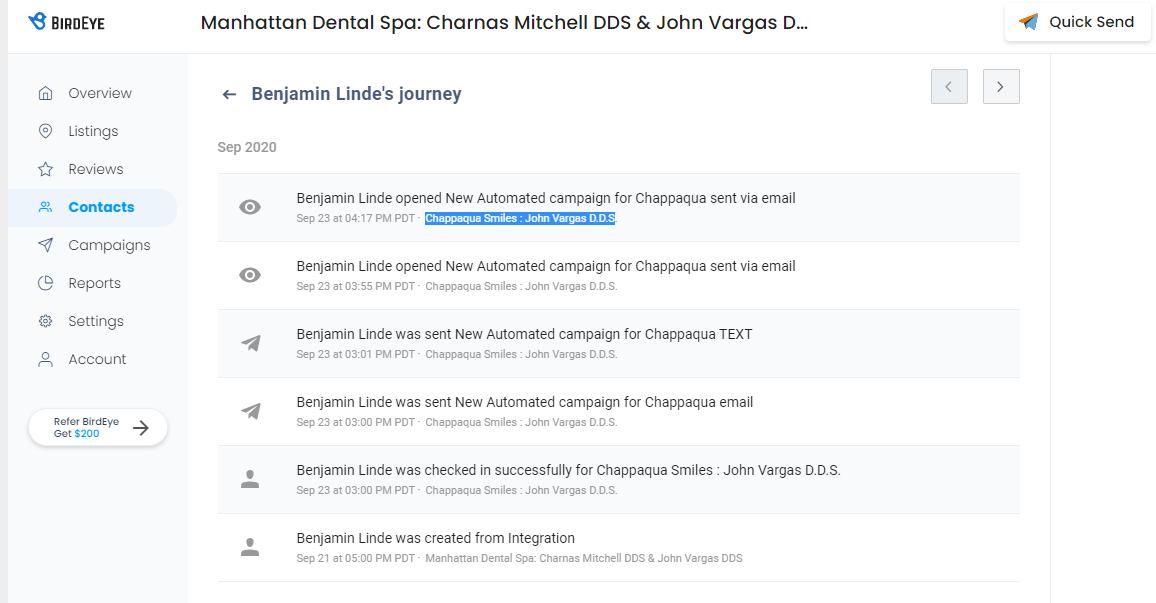 BIRDEYE
Manhattan Dental Spa: Charnas Mitchell DDS & John Vargas D...
Quick Send
Overview
Listings
Reviews
Contacts
Campaigns
Reports
Settings
Account
Refer BirdEye
Get $200
Benjamin Linde's journey
Sep 2020
Benjamin Linde opened New Automated campaign for Chappaqua sent via email
Sep 23 at 04:17 PM PDT · Chappaqua Smiles : John Vargas D.D.S.
Benjamin Linde opened New Automated campaign for Chappaqua sent via email
Sep 23 at 03:55 PM PDT · Chappaqua Smiles : John Vargas D.D.S.
Benjamin Linde was sent New Automated campaign for Chappaqua TEXT
Sep 23 at 03:01 PM PDT · Chappaqua Smiles : John Vargas D.D.S.
Benjamin Linde was sent New Automated campaign for Chappaqua email
Sep 23 at 03:00 PM PDT · Chappaqua Smiles : John Vargas D.D.S.
Benjamin Linde was checked in successfully for Chappaqua Smiles : John Vargas D.D.S.
Sep 23 at 03:00 PM PDT · Chappaqua Smiles : John Vargas D.D.S.
Benjamin Linde was created from Integration
Sep 21 at 05:00 PM PDT · Manhattan Dental Spa: Charnas Mitchell DDS & John Vargas DDS